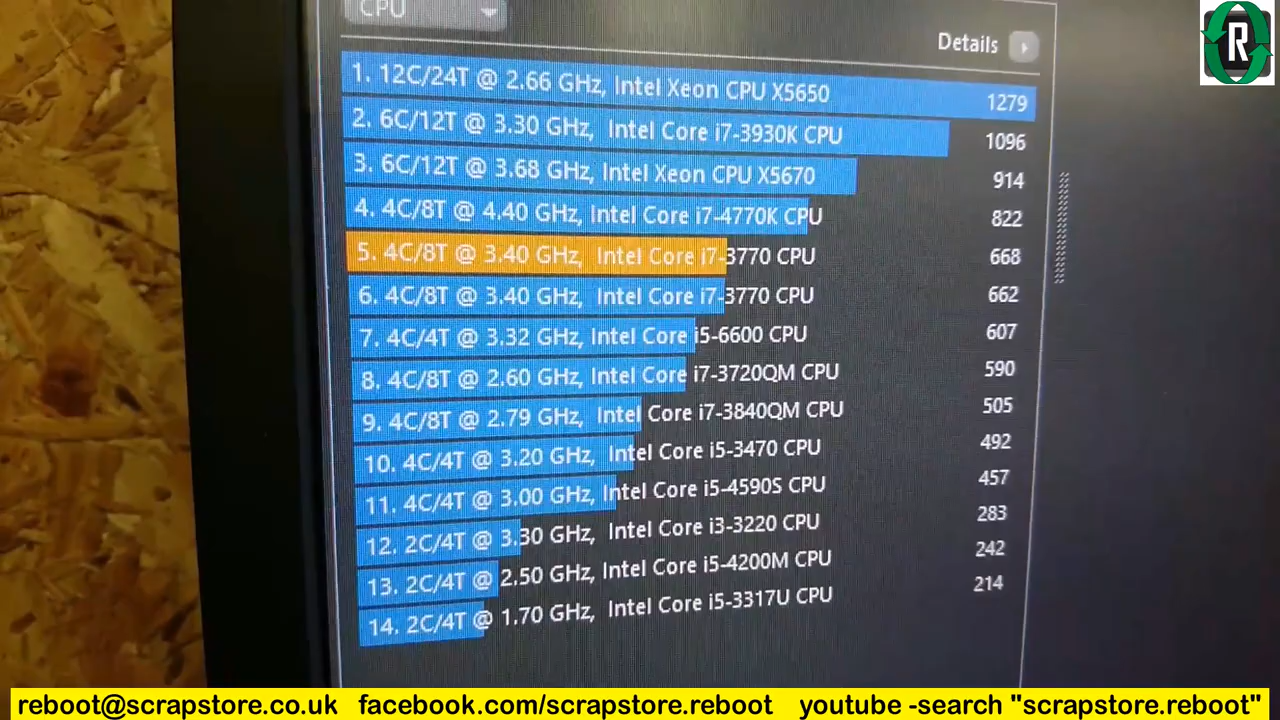 CPU
Details
R
1. 12C/24T @ 2.66 GHz, Intel Xeon CPU X5650 1279
2. 6C/12T @ 3.30 GHz, Intel Core i7-3930K CPU 1096
3. 6C/12T @ 3.68 GHz, Intel Xeon CPU X5670 914
4. 4C/8T @ 4.40 GHz, Intel Core i7-4770K CPU 822
5. 4C/8T @ 3.40 GHz, Intel Core i7-3770 CPU 668
6. 4C/8T @ 3.40 GHz, Intel Core i7-3770 CPU 662
7. 4C/4T @ 3.32 GHz, Intel Core i5-6600 CPU 607
8. 4C/8T @ 2.60 GHz, Intel Core i7-3720QM CPU 590
9. 4C/8T @ 2.79 GHz, Intel Core i7-3840QM CPU 505
10. 4C/4T @ 3.20 GHz, Intel Core i5-3470 CPU 492
11. 4C/4T @ 3.00 GHz, Intel Core i5-4590S CPU 457
12. 2C/4T @ 3.30 GHz, Intel Core i3-3220 CPU 283
13. 2C/4T @ 2.50 GHz, Intel Core i5-4200M CPU 242
14. 2C/4T @ 1.70 GHz, Intel Core i5-3317U CPU 214
reboot@scrapstore.co.uk facebook.com/scrapstore.reboot youtube -search "scrapstore.reboot"